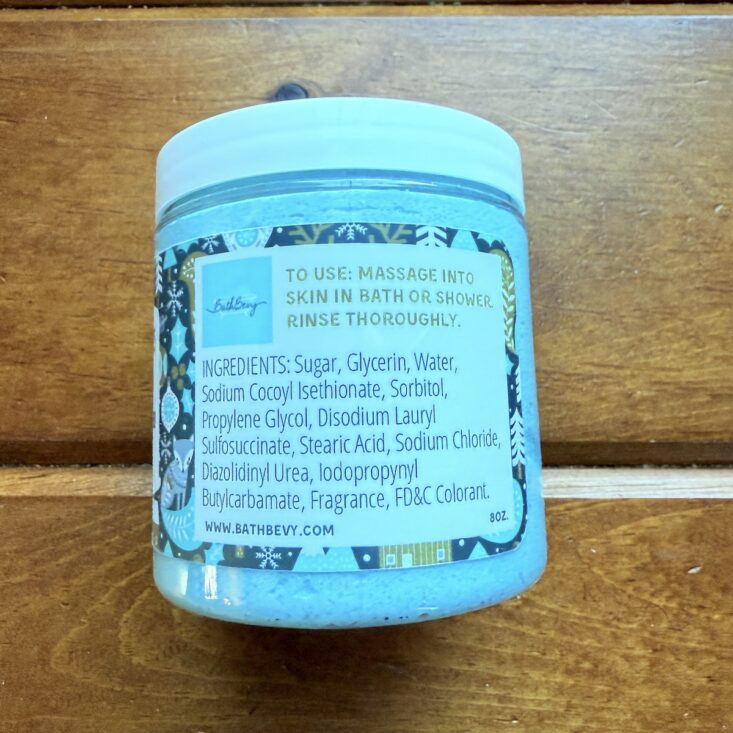 BathBevy
TO USE: MASSAGE INTO
SKIN IN BATH OR SHOWER.
RINSE THOROUGHLY.
INGREDIENTS: Sugar, Glycerin, Water,
Sodium Cocoyl Isethionate, Sorbitol,
Propylene Glycol, Disodium Lauryl
Sulfosuccinate, Stearic Acid, Sodium Chloride,
Diazolidinyl Urea, Iodopropynyl
Butylcarbamate, Fragrance, FD&C Colorant.
WWW.BATHBEVY.COM
8OZ.